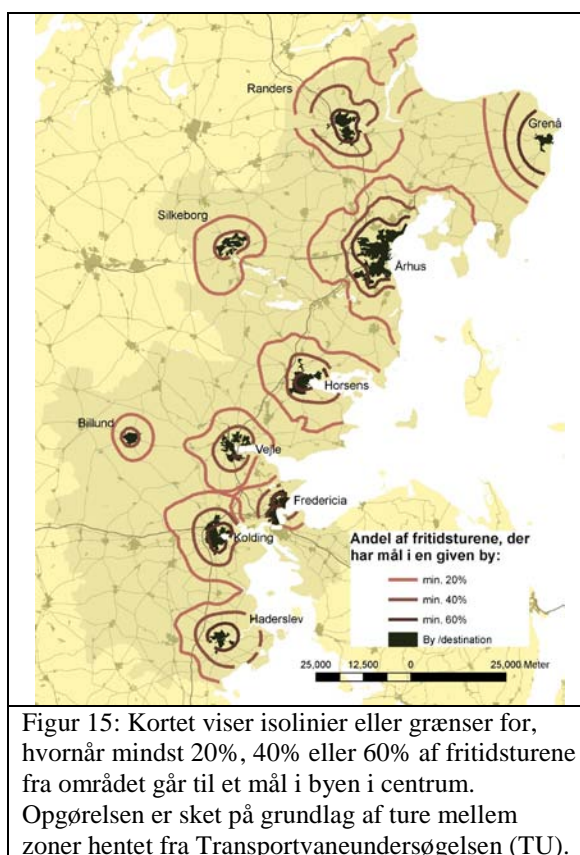 Randers
Grenå
Silkeborg
Århus
Horsens
Billund
Vejle
Fredericia
Kolding
Haderslev
Andel af fritidsturene, der
har mål i en given by:
min. 20%
min. 40%
min. 60%
By /destination
25,000 12,500 0 25,000 Meter
Figur 15: Kortet viser isolinier eller grænser for,
hvornår mindst 20%, 40% eller 60% af fritidsturene
fra området går til et mål i byen i centrum.
Opgørelsen er sket på grundlag af ture mellem
zoner hentet fra Transportvaneundersøgelsen (TU).